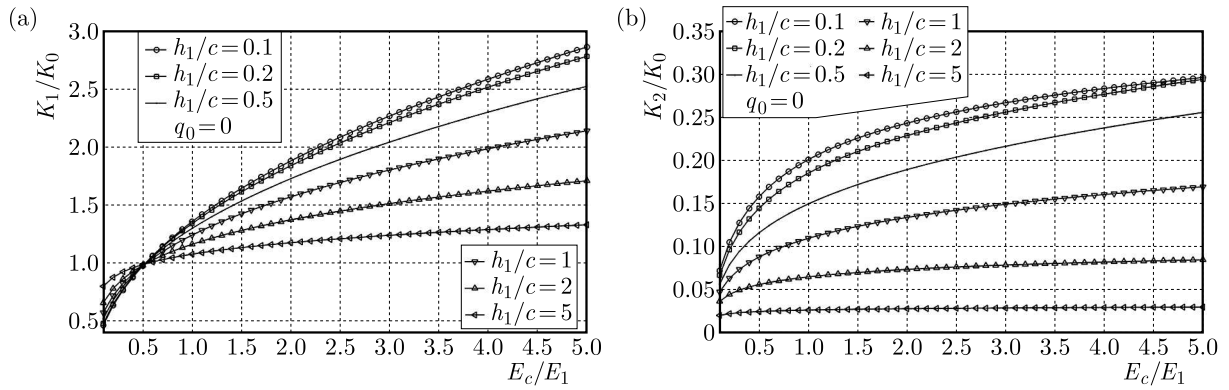 (a)
K₁/K₀
3.0
2.5
2.0
1.5
1.0
0.5
h₁/c=0.1
h₁/c=0.2
h₁/c=0.5
q₀=0
h₁/c=1
h₁/c=2
h₁/c=5
0.5 1.0 1.5 2.0 2.5 3.0 3.5 4.0 4.5 5.0
E_c/E₁
(b)
K₂/K₀
0.35
0.30
0.25
0.20
0.15
0.10
0.05
0
h₁/c=0.1 h₁/c=1
h₁/c=0.2 h₁/c=2
h₁/c=0.5 h₁/c=5
q₀=0
0.5 1.0 1.5 2.0 2.5 3.0 3.5 4.0 4.5 5.0
E_c/E₁